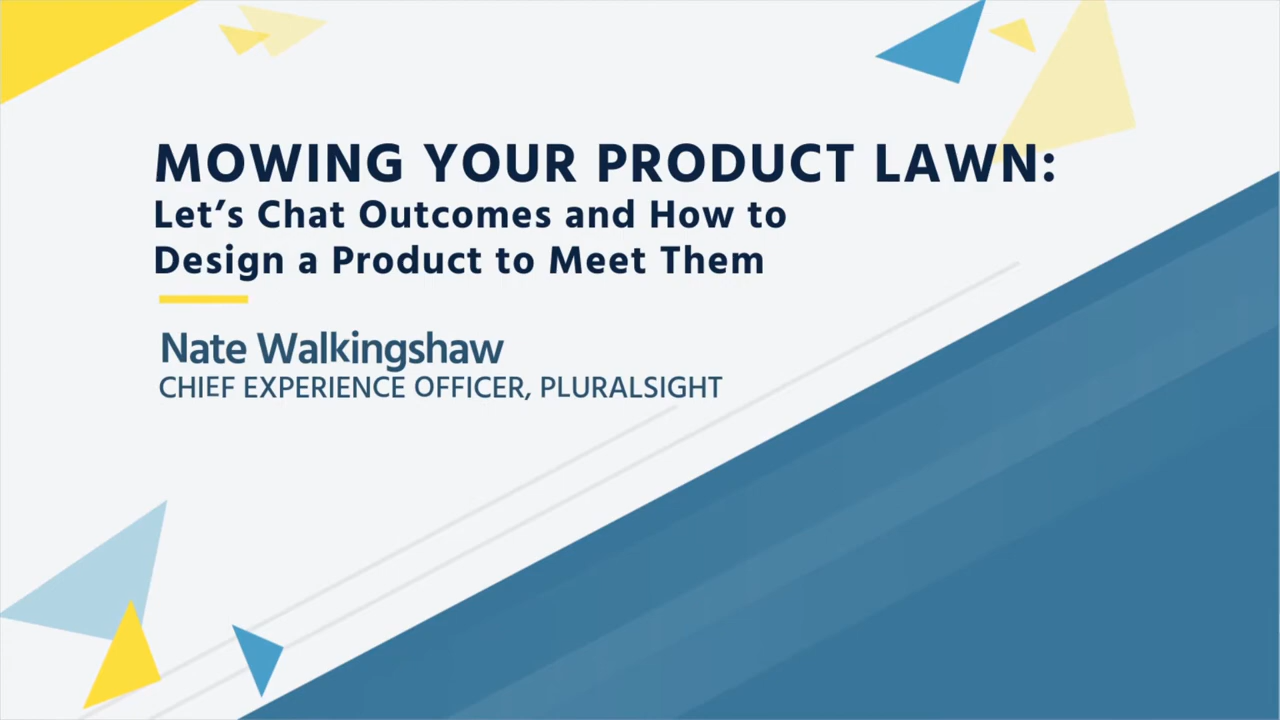 MOWING YOUR PRODUCT LAWN:
Let’s Chat Outcomes and How to
Design a Product to Meet Them
Nate Walkingshaw
CHIEF EXPERIENCE OFFICER, PLURALSIGHT